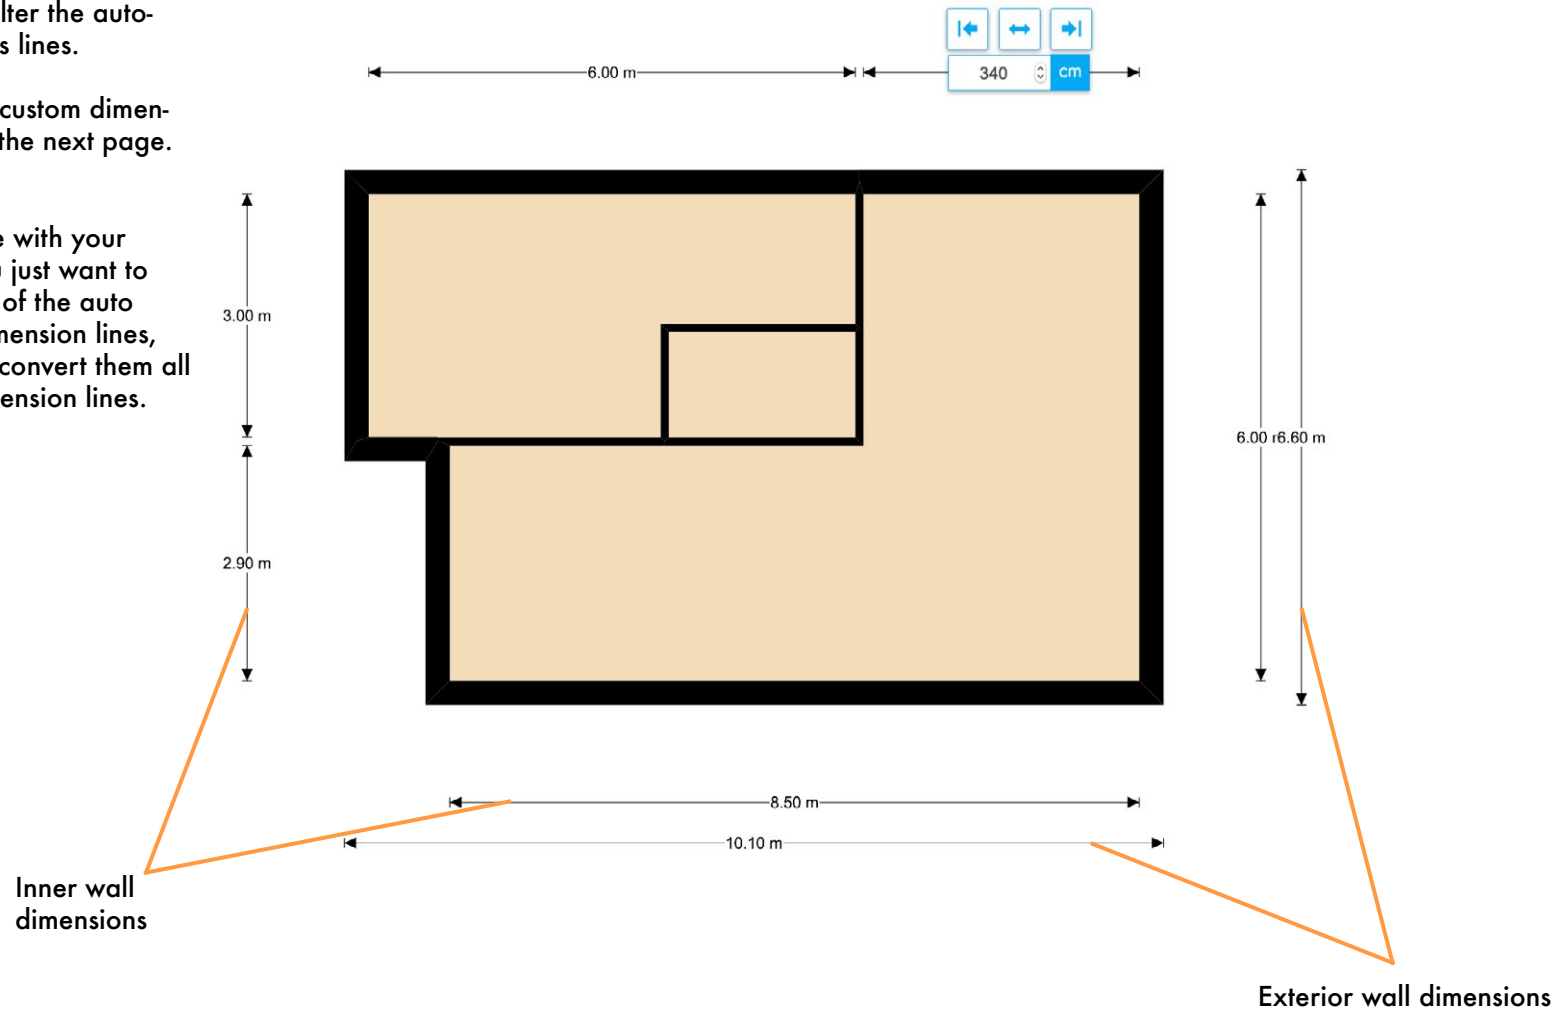 lter the auto-
s lines.
custom dimen-
the next page.
e with your
just want to
of the auto
mension lines,
convert them all
ension lines.
340
cm
6.00 m
3.00 m
6.00 r6.60 m
2.90 m
8.50 m
10.10 m
Inner wall
dimensions
Exterior wall dimensions